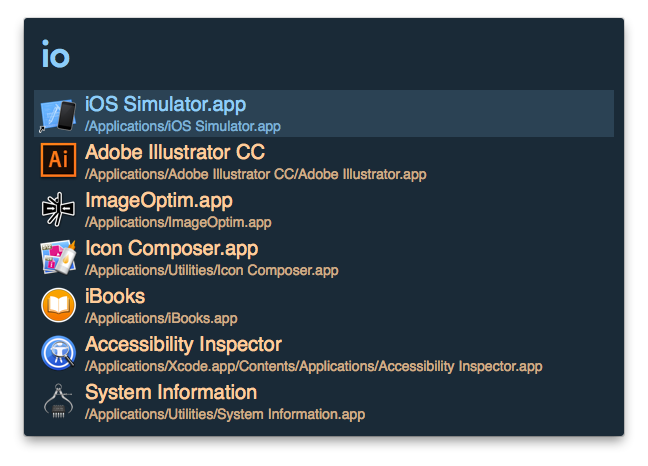 io
iOS Simulator.app
/Applications/iOS Simulator.app
Ai
Adobe Illustrator CC
/Applications/Adobe Illustrator CC/Adobe Illustrator.app
ImageOptim.app
/Applications/ImageOptim.app
Icon Composer.app
/Applications/Utilities/Icon Composer.app
iBooks
/Applications/iBooks.app
Accessibility Inspector
/Applications/Xcode.app/Contents/Applications/Accessibility Inspector.app
System Information
/Applications/Utilities/System Information.app